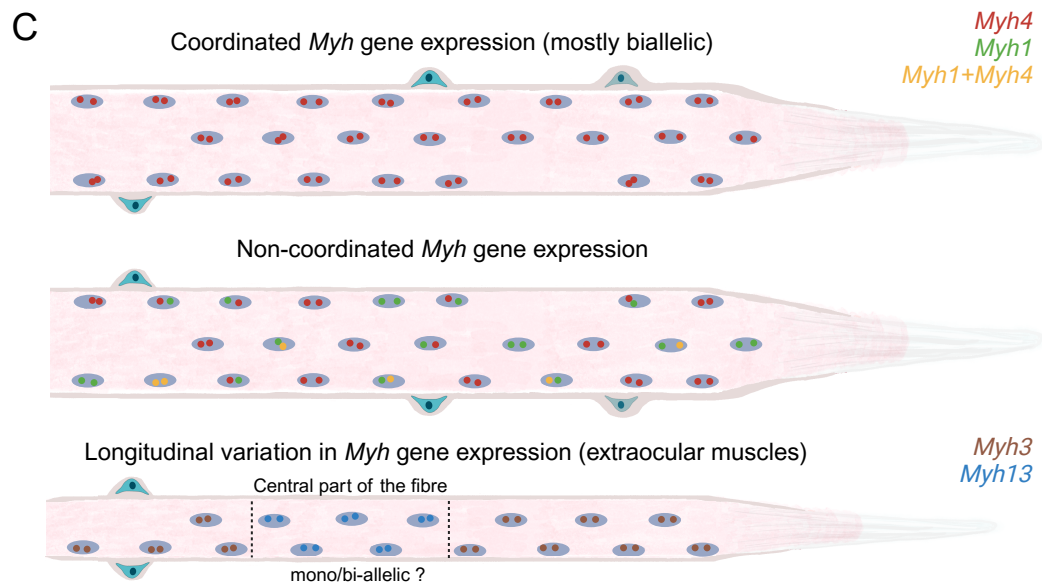 C
Coordinated Myh gene expression (mostly biallelic)
Myh4
Myh1
Myh1+Myh4
Non-coordinated Myh gene expression
Longitudinal variation in Myh gene expression (extraocular muscles)
Myh3
Myh13
Central part of the fibre
mono/bi-allelic ?